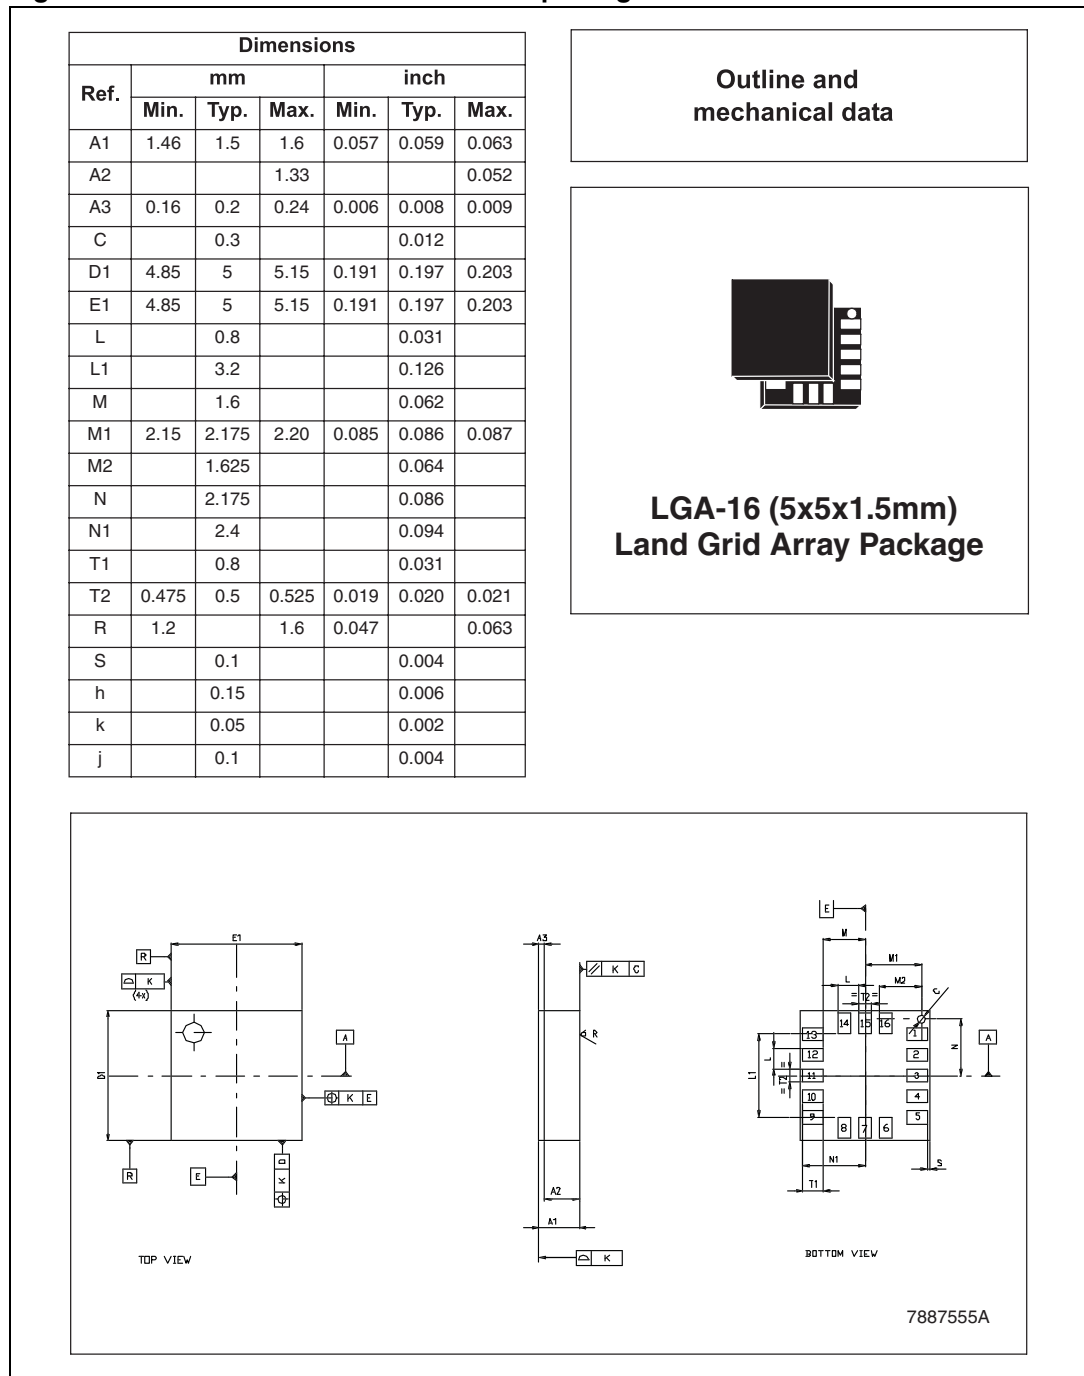 Dimensions
Ref. mm inch
Min. Typ. Max. Min. Typ. Max.
A1 1.46 1.5 1.6 0.057 0.059 0.063
A2 1.33 0.052
A3 0.16 0.2 0.24 0.006 0.008 0.009
C 0.3 0.012
D1 4.85 5 5.15 0.191 0.197 0.203
E1 4.85 5 5.15 0.191 0.197 0.203
L 0.8 0.031
L1 3.2 0.126
M 1.6 0.062
M1 2.15 2.175 2.20 0.085 0.086 0.087
M2 1.625 0.064
N 2.175 0.086
N1 2.4 0.094
T1 0.8 0.031
T2 0.475 0.5 0.525 0.019 0.020 0.021
R 1.2 1.6 0.047 0.063
S 0.1 0.004
h 0.15 0.006
k 0.05 0.002
j 0.1 0.004
Outline and
mechanical data
LGA-16 (5x5x1.5mm)
Land Grid Array Package
E1
R
K
(4x)
D1
A
K E
R
E
D
K
TOP VIEW
A3
K C
R
A2
A1
K
E
M
M1
L
M2
= T2 =
C
14 15 16
13 1
12 2
11 3
10 4
9 5
8 7 6
L1
L
= T2 =
N
A
N1
S
T1
BOTTOM VIEW
7887555A